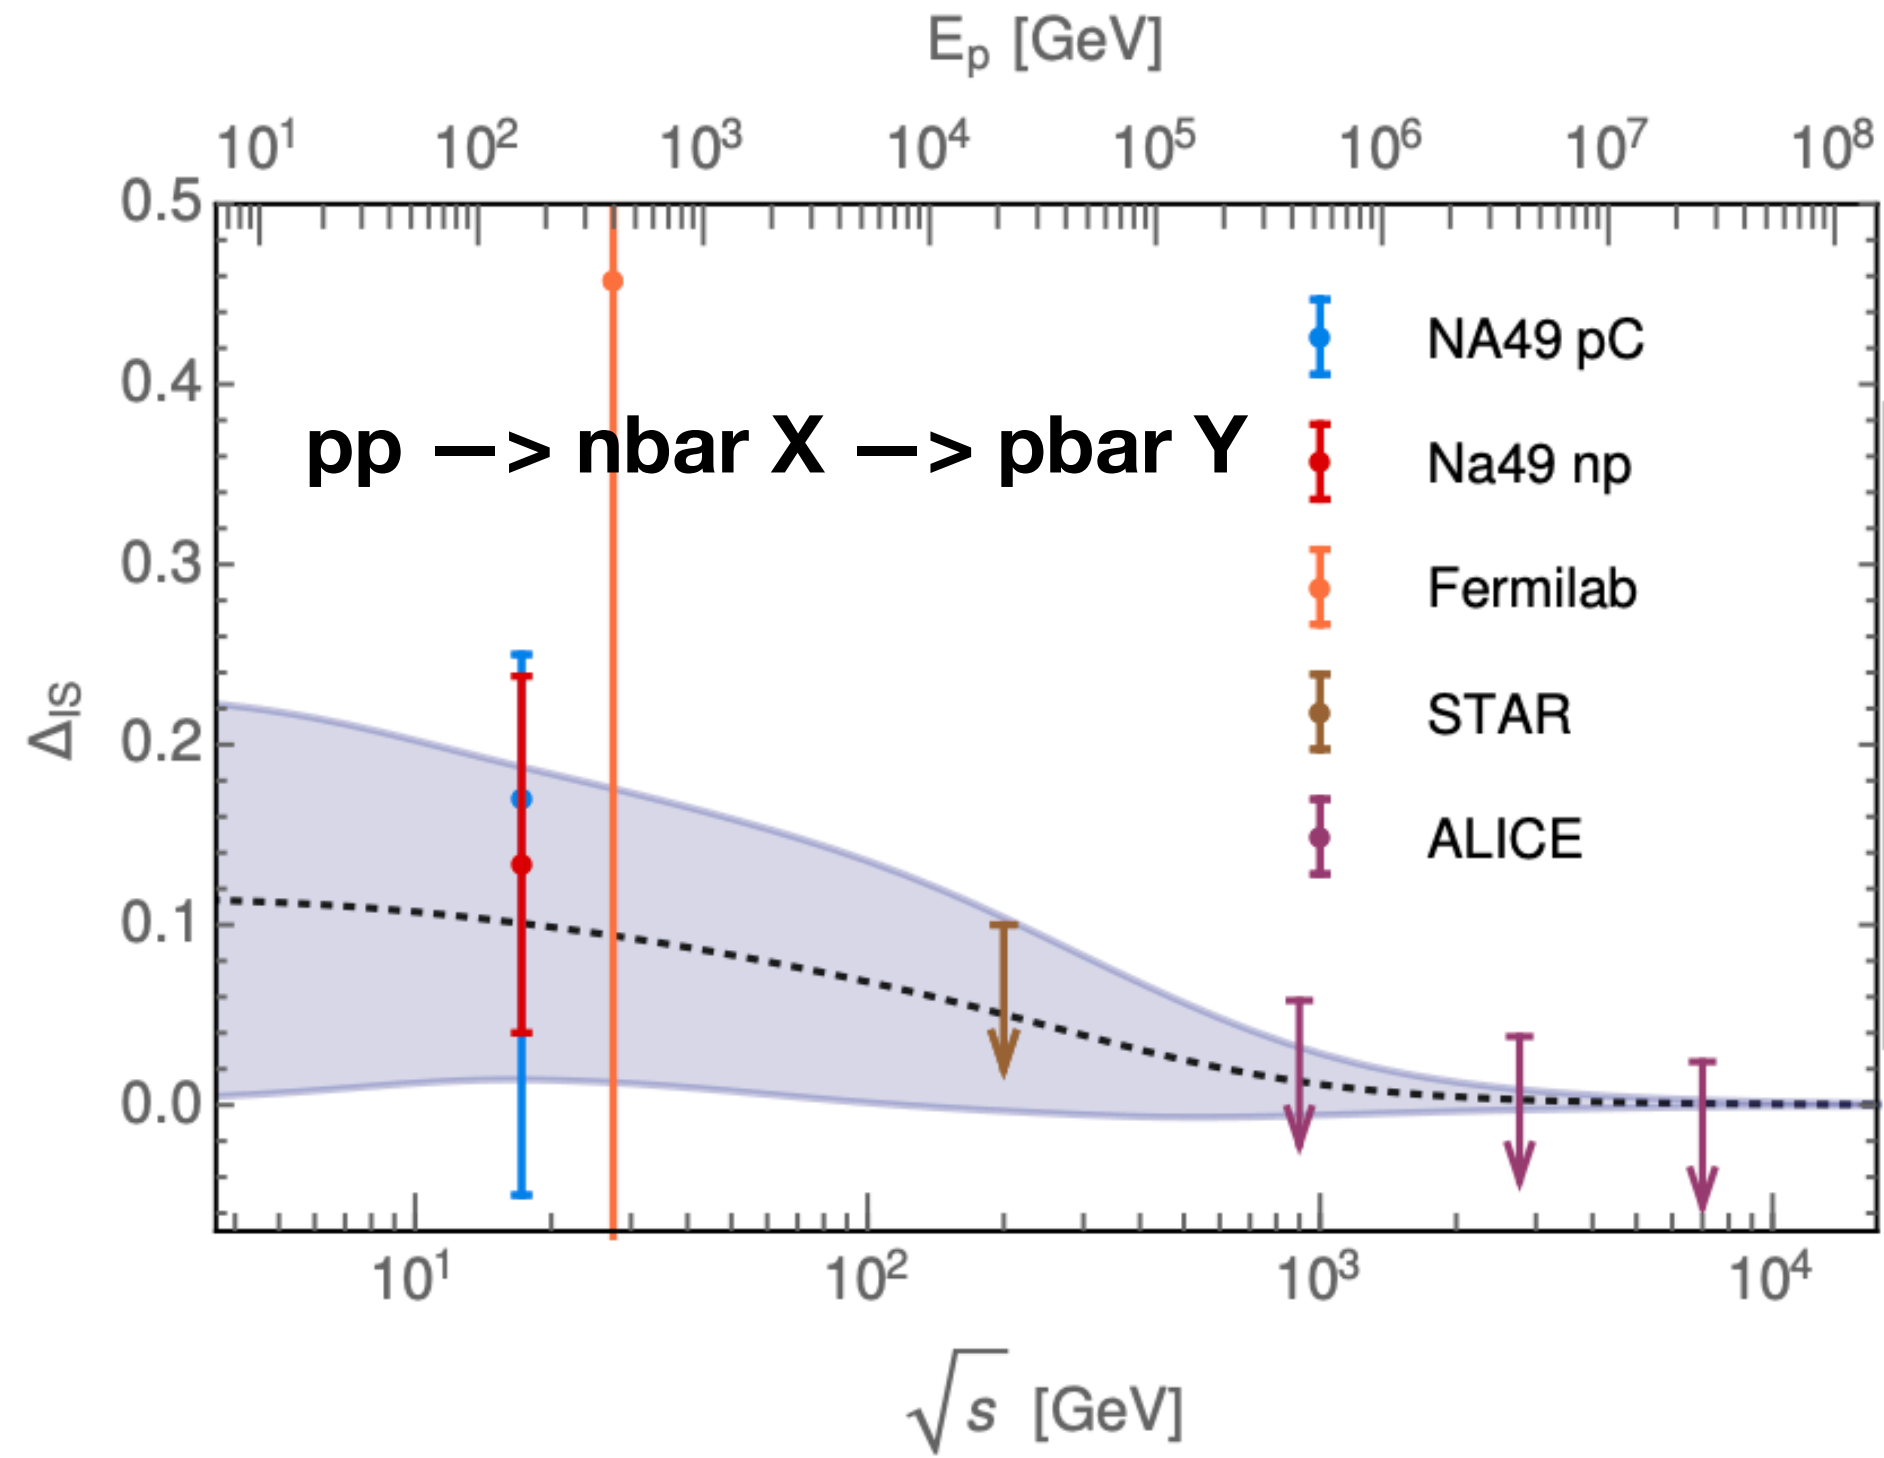 E_p [GeV]
10^1 10^2 10^3 10^4 10^5 10^6 10^7 10^8
0.5
0.4
0.3
0.2
0.1
0.0
Δ_IS
pp —> nbar X —> pbar Y
NA49 pC
Na49 np
Fermilab
STAR
ALICE
10^1 10^2 10^3 10^4
√s [GeV]